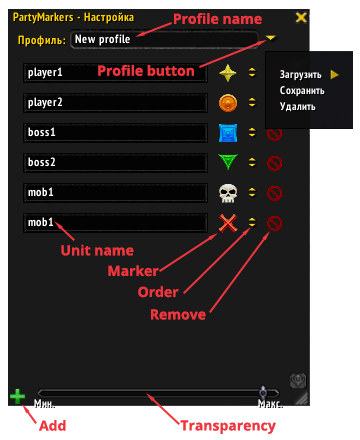 PartyMarkers - Настройка
Profile name
Профиль: New profile
Profile button
player1
Загрузить
player2
Сохранить
Удалить
boss1
boss2
mob1
mob1
Unit name
Marker
Order
Remove
Мин.
Макс.
Add
Transparency